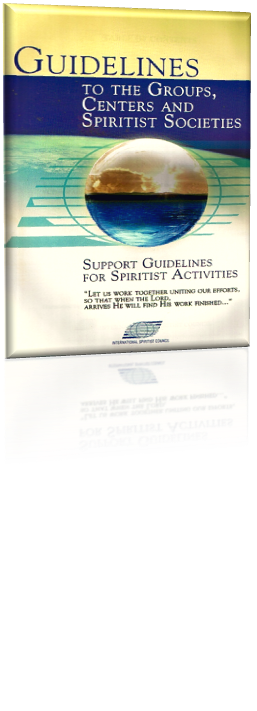 GUIDELINES
TO THE GROUPS,
CENTERS AND
SPIRITIST SOCIETIES
SUPPORT GUIDELINES
FOR SPIRITIST ACTIVITIES
"LET US WORK TOGETHER UNITING OUR EFFORTS,
SO THAT WHEN THE LORD,
ARRIVES HE WILL FIND HIS WORK FINISHED..."
INTERNATIONAL SPIRITIST COUNCIL